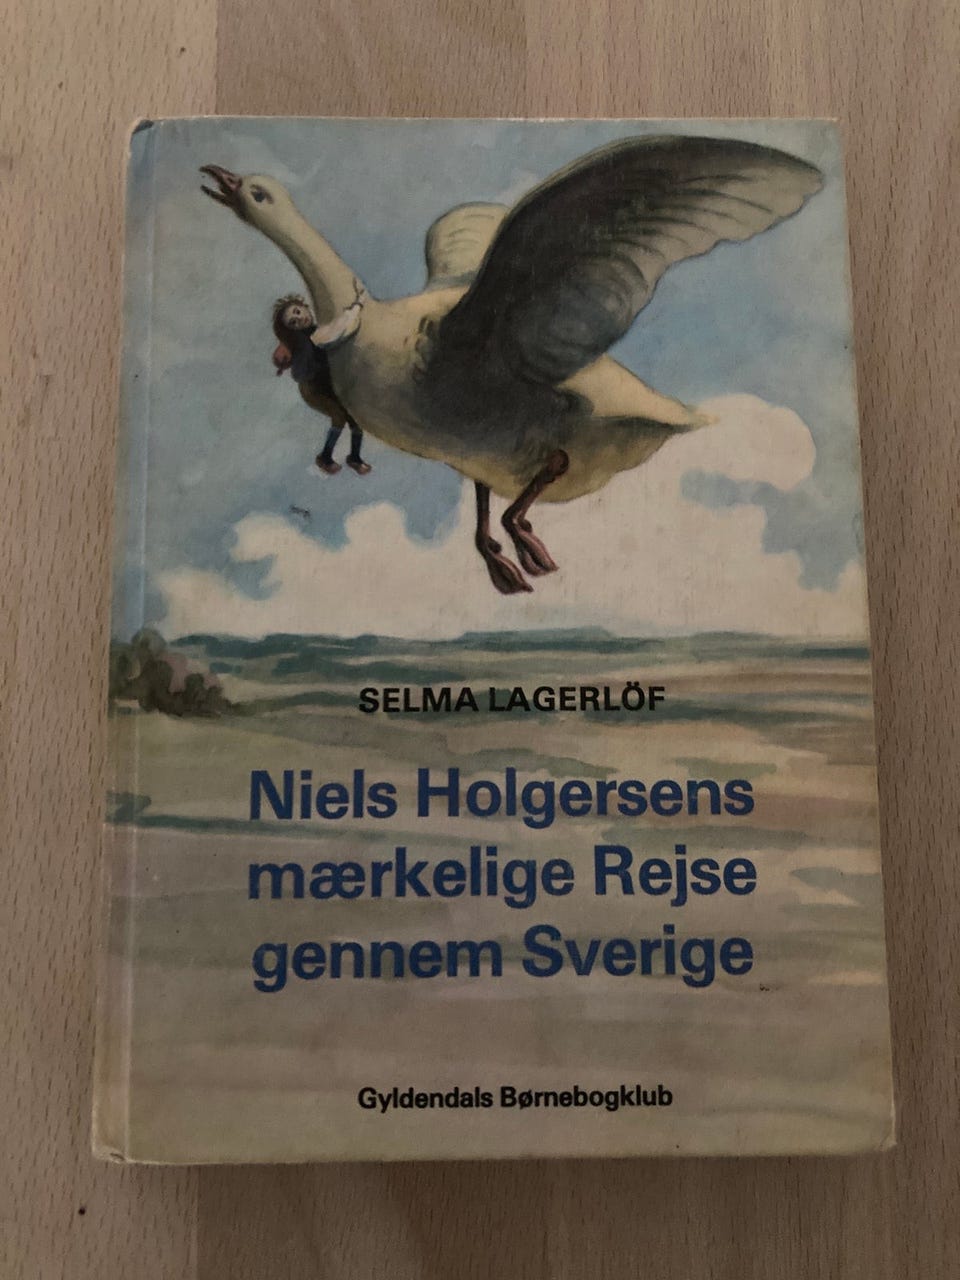 SELMA LAGERLÖF
Niels Holgersens
mærkelige Rejse
gennem Sverige
Gyldendals Børnebogklub